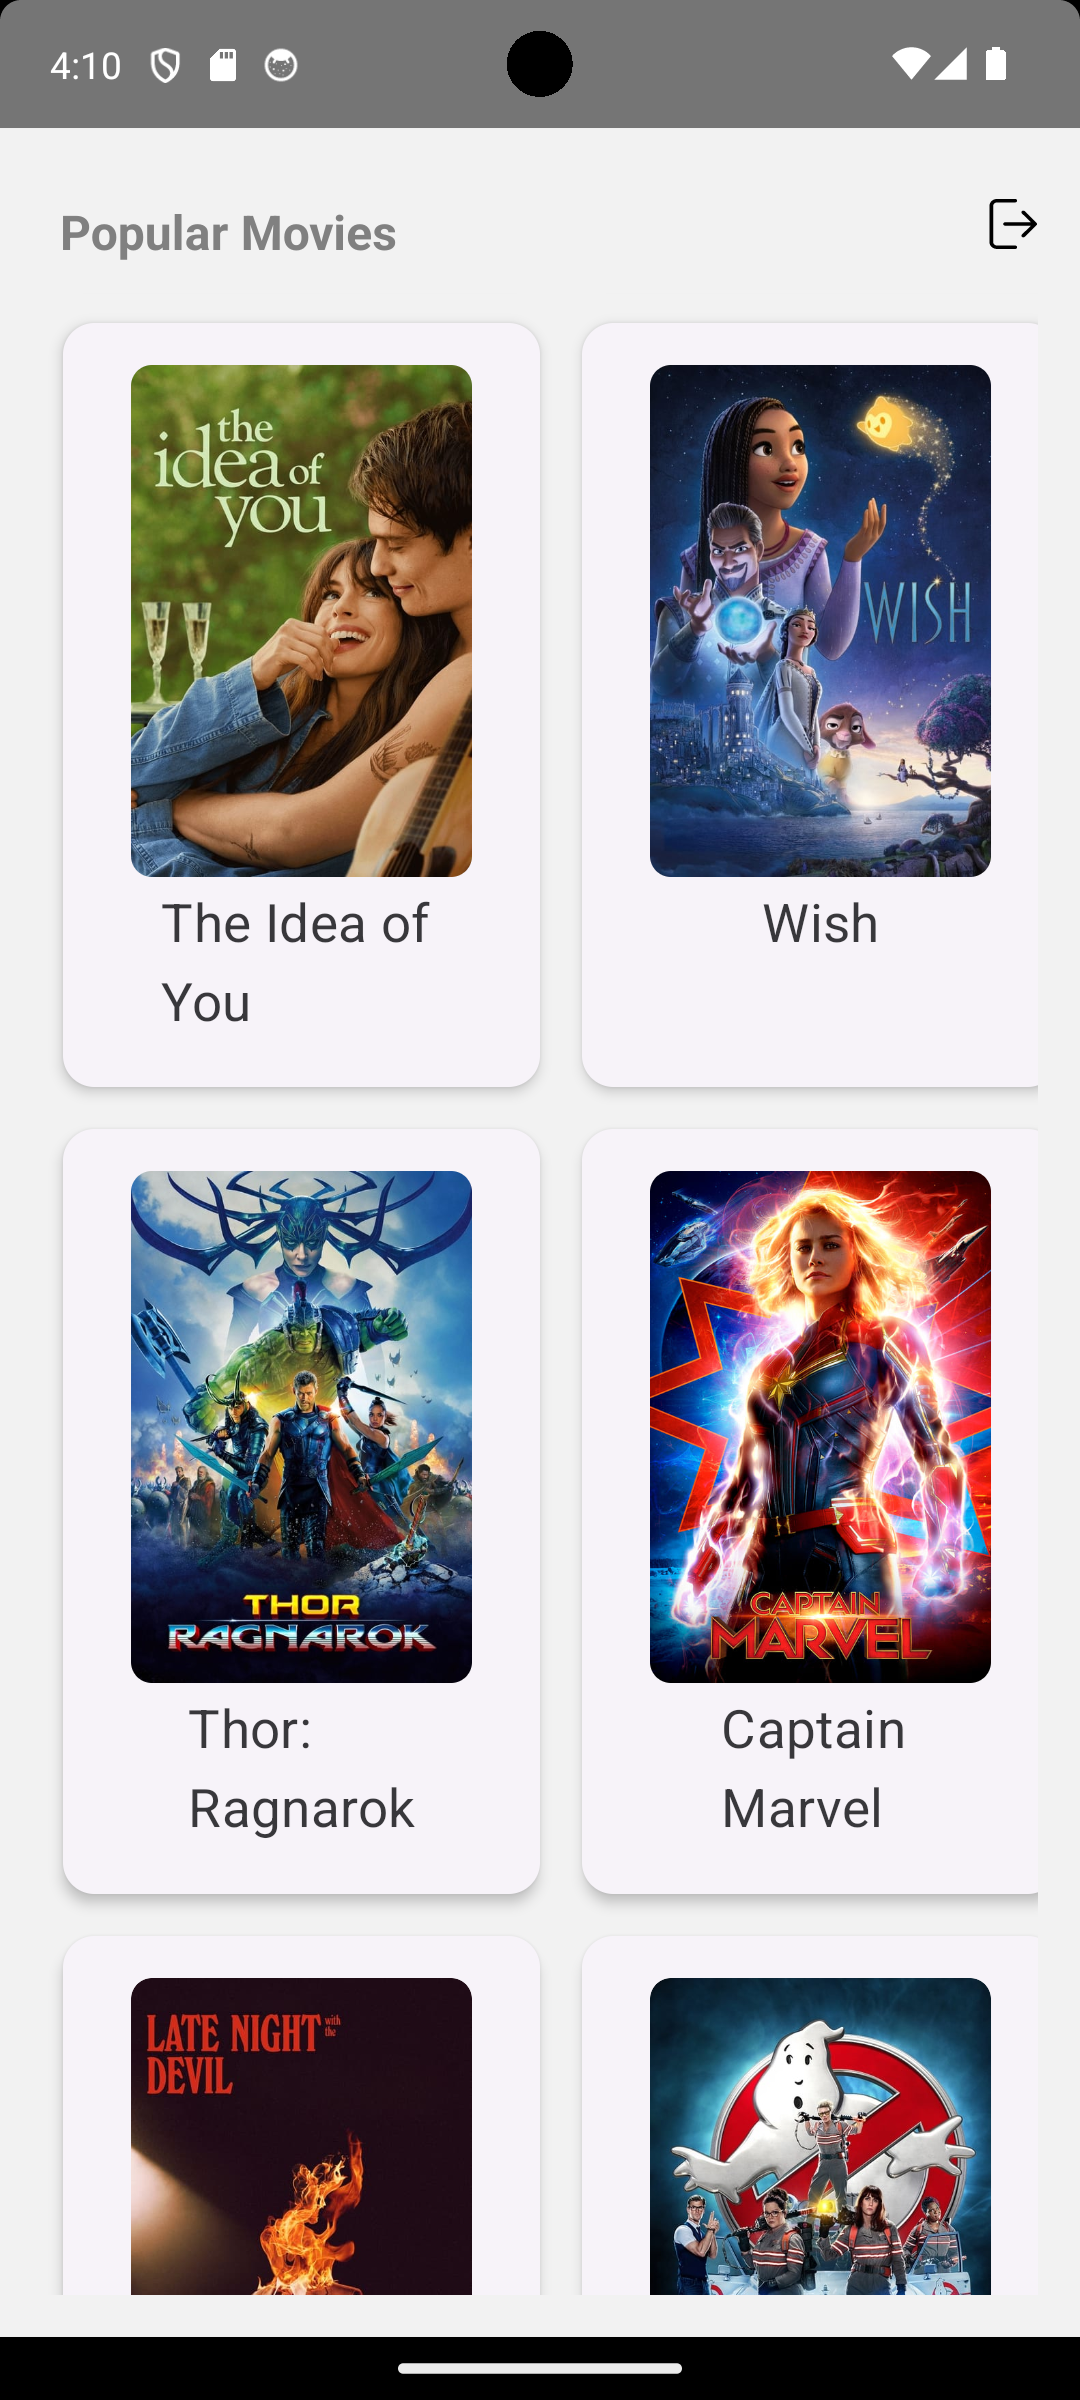 4:10
Popular Movies
the
idea of
you
WISH
The Idea of
You
Wish
THOR
RAGNAROK
CAPTAIN
MARVEL
Thor:
Ragnarok
Captain
Marvel
LATE NIGHT with the
DEVIL